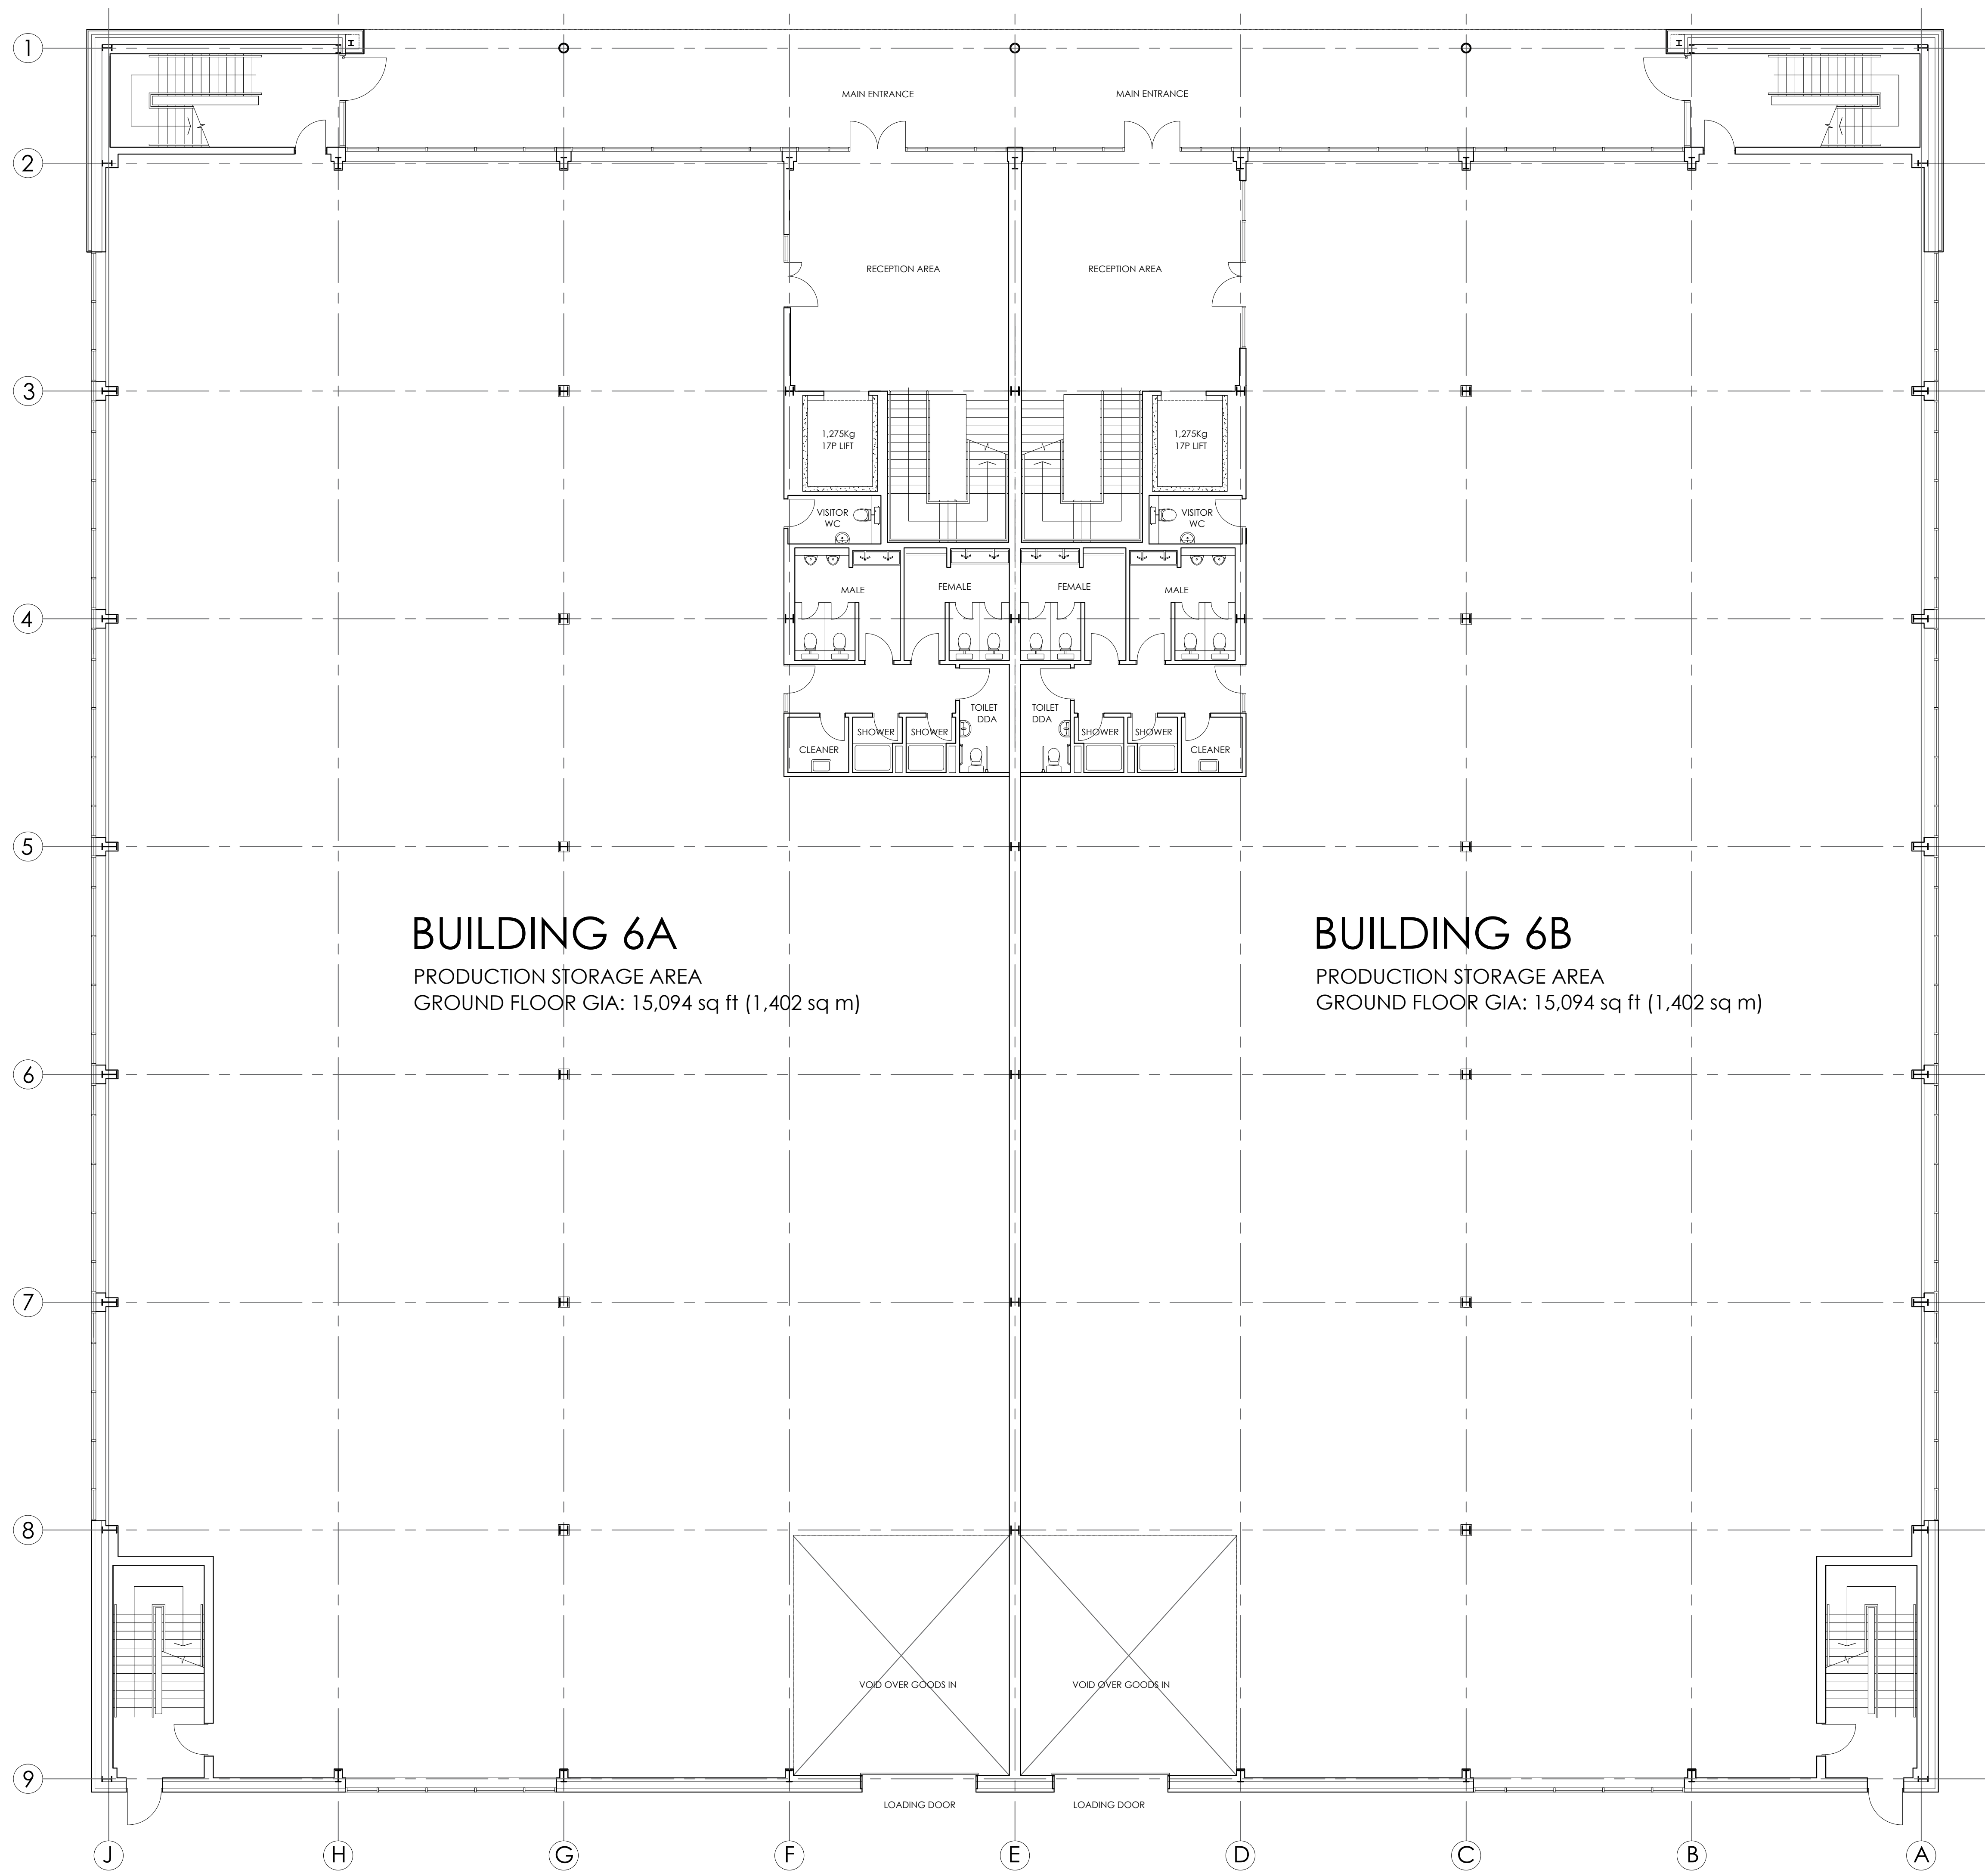 1
MAIN ENTRANCE
MAIN ENTRANCE
2
RECEPTION AREA
RECEPTION AREA
3
1,275Kg
17P LIFT
1,275Kg
17P LIFT
VISITOR
WC
VISITOR
WC
MALE
FEMALE
FEMALE
MALE
4
TOILET
DDA
TOILET
DDA
SHOWER
SHOWER
SHOWER
SHOWER
CLEANER
CLEANER
5
BUILDING 6A
PRODUCTION STORAGE AREA
GROUND FLOOR GIA: 15,094 sq ft (1,402 sq m)
BUILDING 6B
PRODUCTION STORAGE AREA
GROUND FLOOR GIA: 15,094 sq ft (1,402 sq m)
6
7
8
VOID OVER GOODS IN
VOID OVER GOODS IN
9
LOADING DOOR
LOADING DOOR
J
H
G
F
E
D
C
B
A